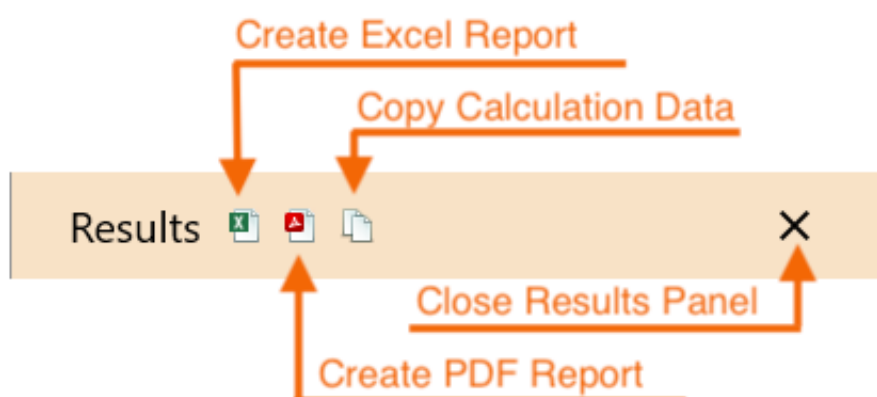 Create Excel Report
Copy Calculation Data
Results
Close Results Panel
Create PDF Report